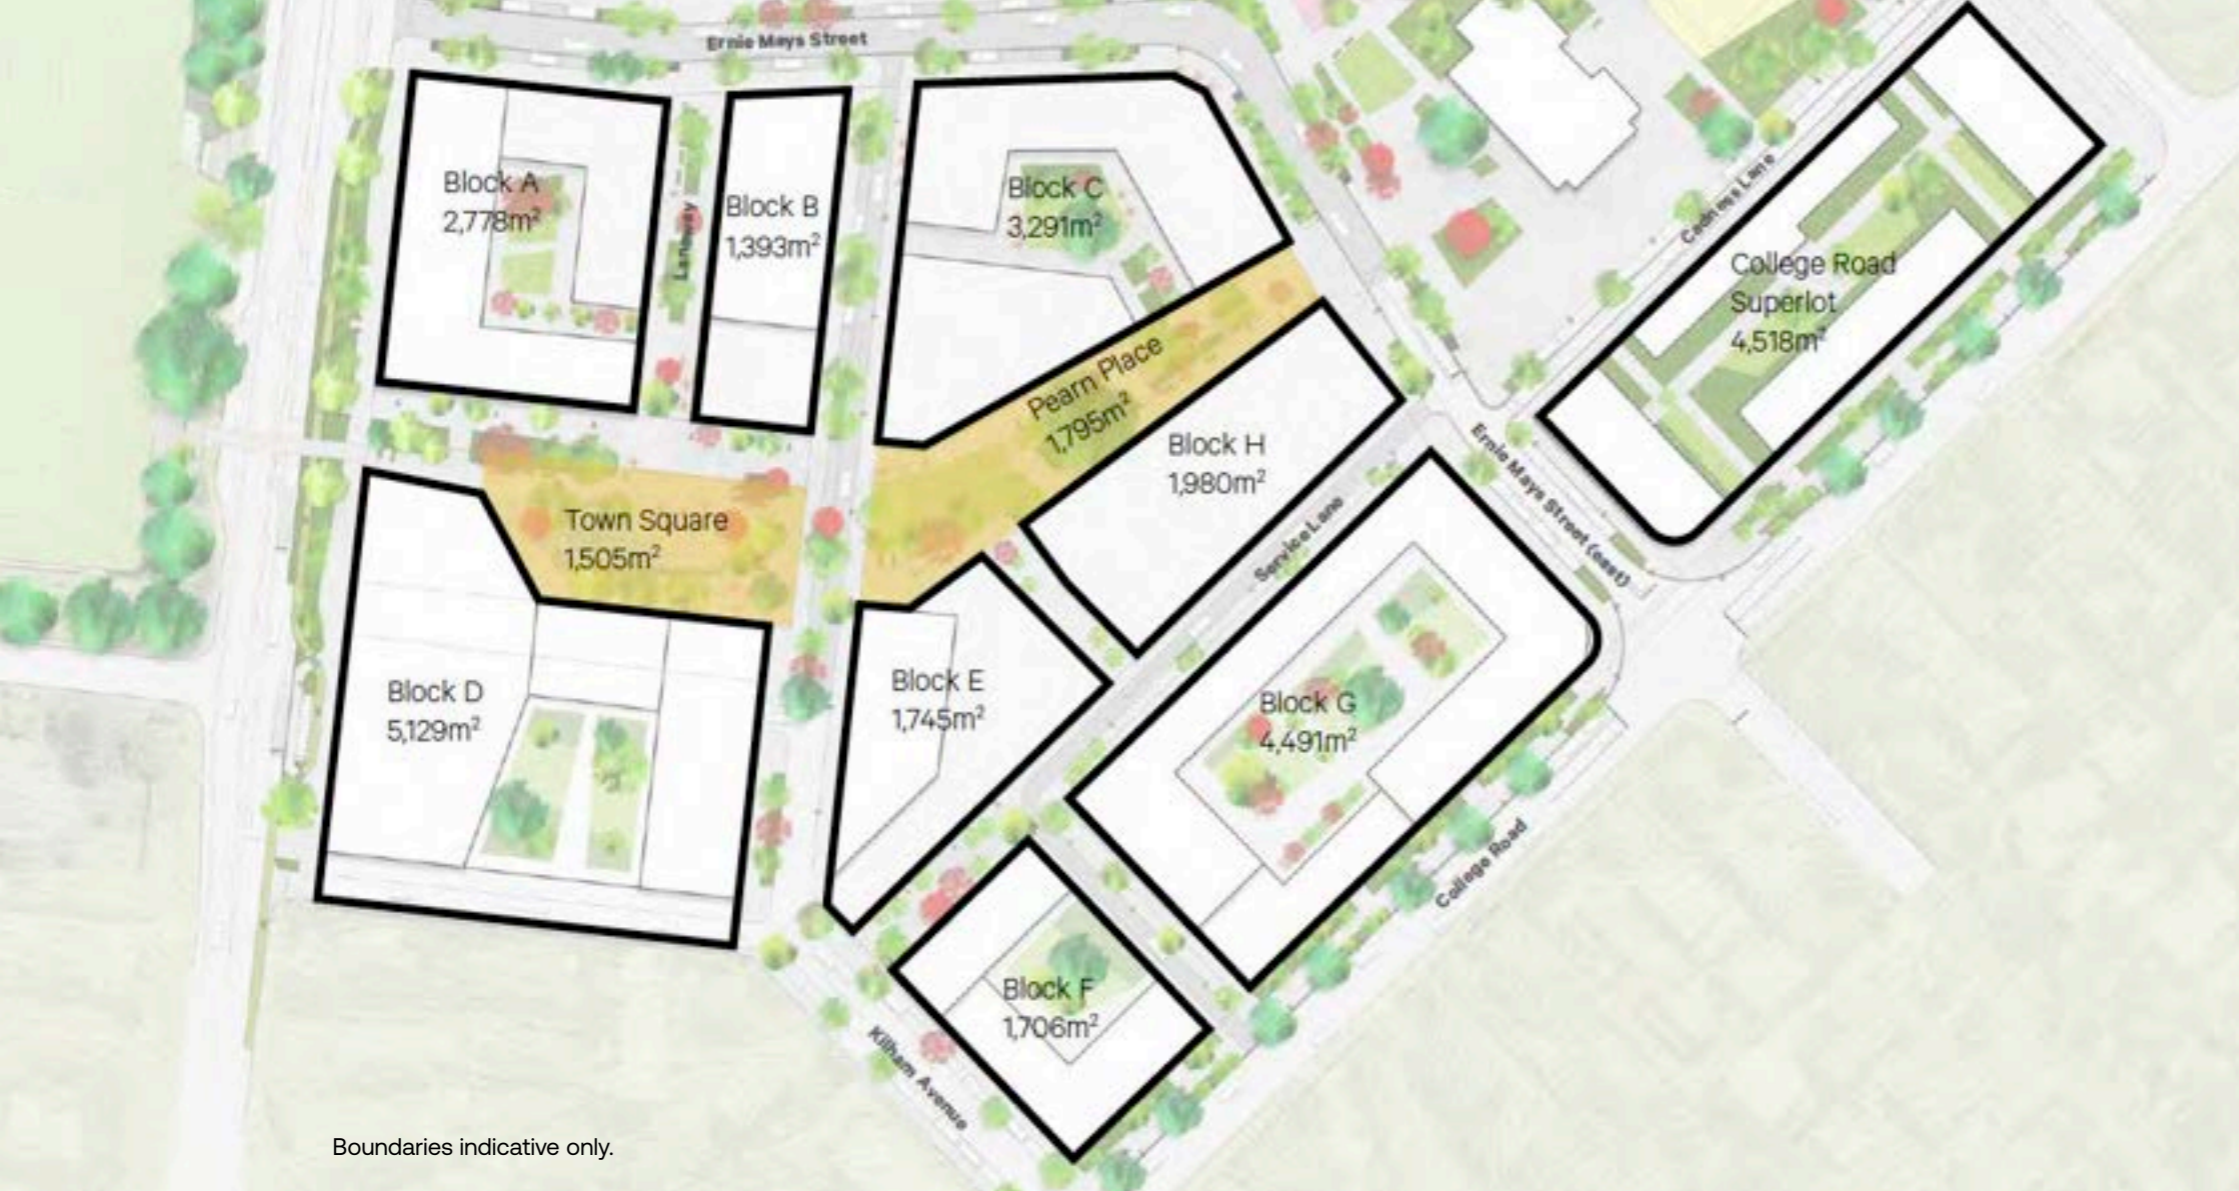 Ernie Mays Street
Block A
2,778m²
Laneway
Block B
1,393m²
Block C
3,291m²
Cadness Lane
College Road
Superlot
4,518m²
Pearn Place
1,795m²
Block H
1,980m²
Ernie Mays Street (east)
Town Square
1,505m²
Service Lane
Block D
5,129m²
Block E
1,745m²
Block G
4,491m²
College Road
Block F
1,706m²
Kilham Avenue
Boundaries indicative only.